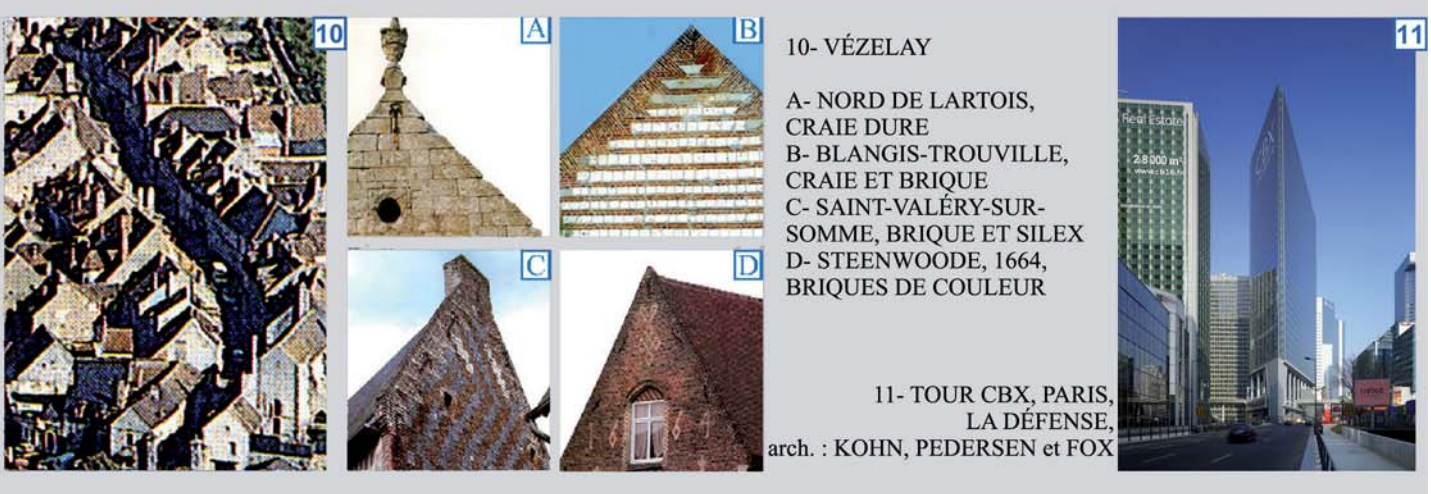 10
A
B
C
D
10- VÉZELAY
A- NORD DE LARTOIS,
CRAIE DURE
B- BLANGIS-TROUVILLE,
CRAIE ET BRIQUE
C- SAINT-VALÉRY-SUR-
SOMME, BRIQUE ET SILEX
D- STEENWOODE, 1664,
BRIQUES DE COULEUR
11- TOUR CBX, PARIS,
LA DÉFENSE,
arch. : KOHN, PEDERSEN et FOX
11
Real Estate
28 000 m²
CBX